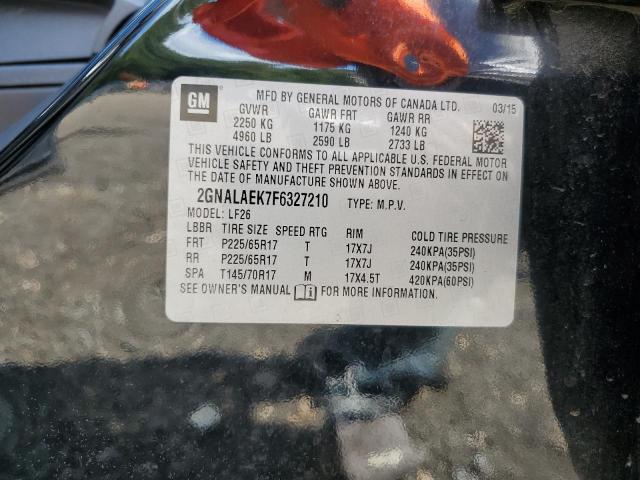 GM
MFD BY GENERAL MOTORS OF CANADA LTD. 03/15
GVWR GAWR FRT GAWR RR
2250 KG 1175 KG 1240 KG
4960 LB 2590 LB 2733 LB
THIS VEHICLE CONFORMS TO ALL APPLICABLE U.S. FEDERAL MOTOR
VEHICLE SAFETY AND THEFT PREVENTION STANDARDS IN EFFECT ON
THE DATE OF MANUFACTURE SHOWN ABOVE.
2GNALAEK7F6327210 TYPE: M.P.V.
MODEL: LF26
LBBR TIRE SIZE SPEED RTG RIM COLD TIRE PRESSURE
FRT P225/65R17 T 17X7J 240KPA(35PSI)
RR P225/65R17 T 17X7J 240KPA(35PSI)
SPA T145/70R17 M 17X4.5T 420KPA(60PSI)
SEE OWNER'S MANUAL FOR MORE INFORMATION.